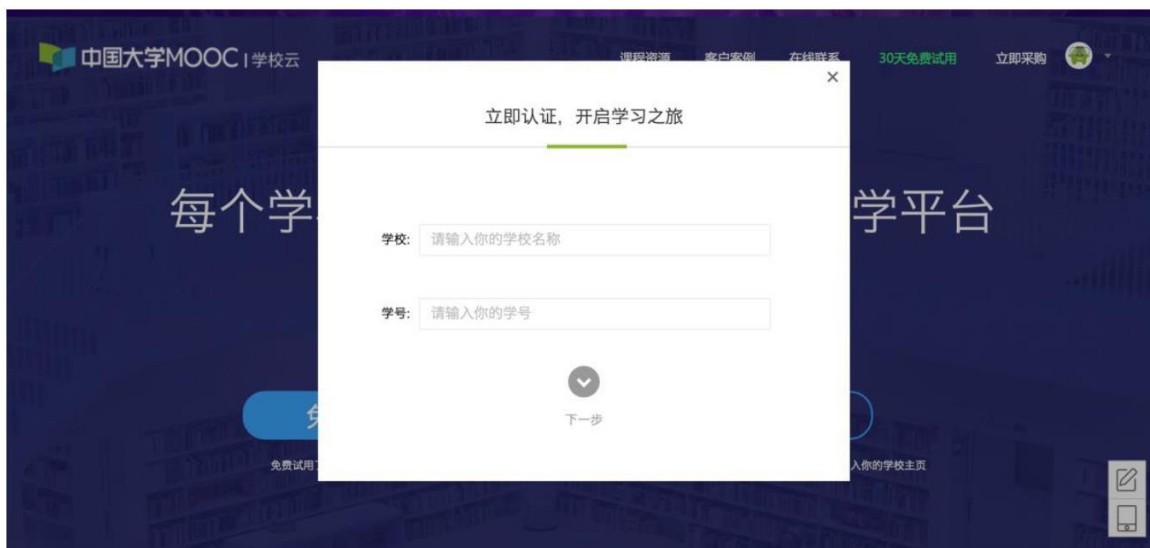 中国大学MOOC | 学校云
课程资源 客户案例 在线联系 30天免费试用 立即采购
×
立即认证，开启学习之旅
每个学 学平台
学校: 请输入你的学校名称
学号: 请输入你的学号
下一步
免费试用 入你的学校主页